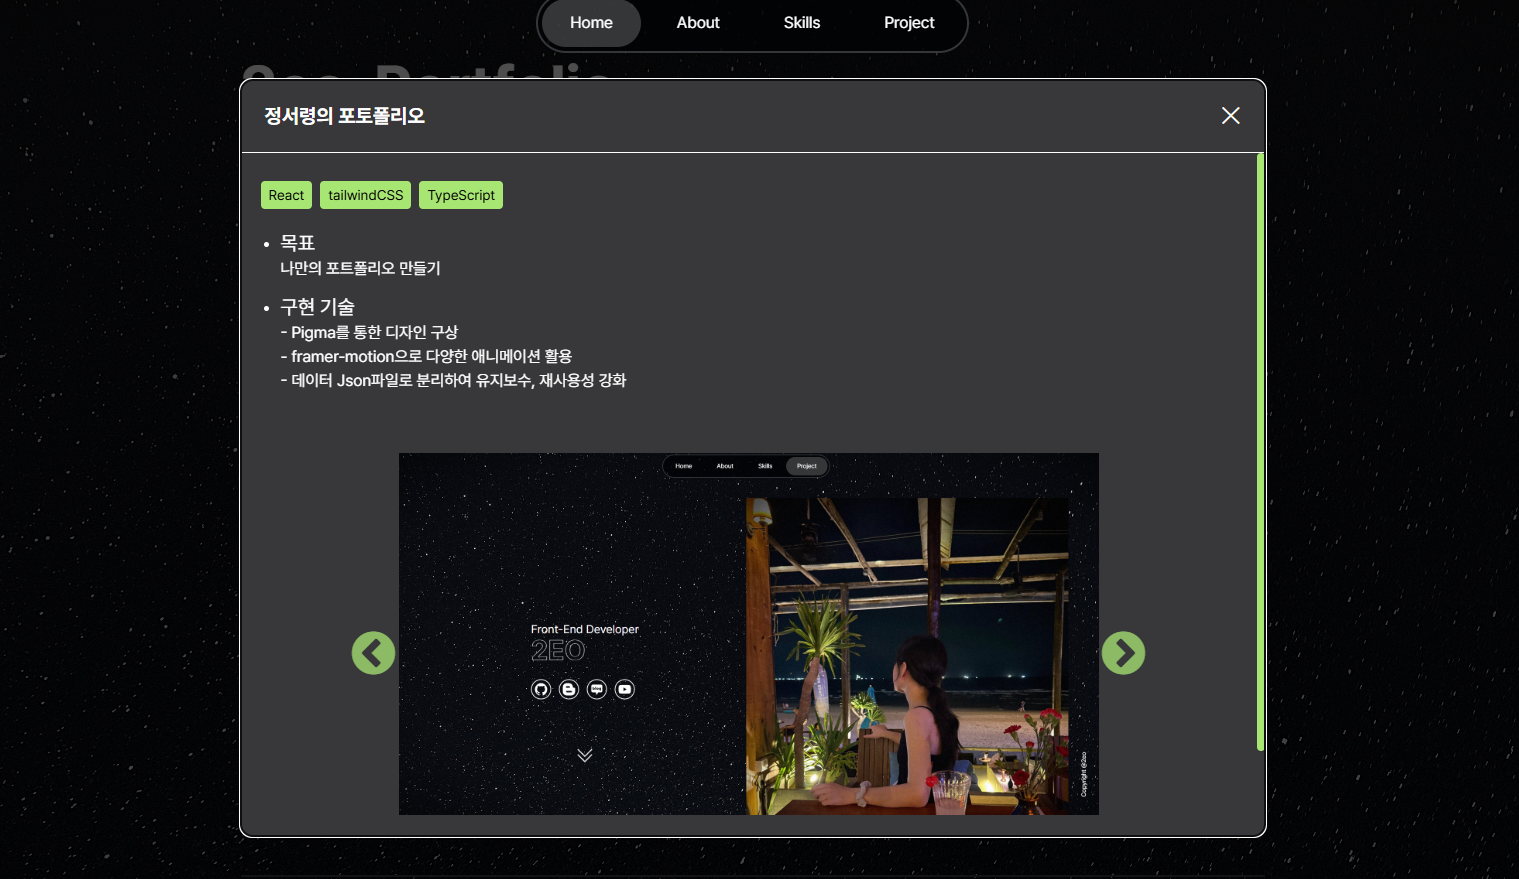 Home About Skills Project
2eo-Portfolio
정서령의 포토폴리오
React tailwindCSS TypeScript
• 목표
나만의 포트폴리오 만들기
• 구현 기술
- Pigma를 통한 디자인 구상
- framer-motion으로 다양한 애니메이션 활용
- 데이터 Json파일로 분리하여 유지보수, 재사용성 강화
Home About Skills Project
Front-End Developer
2EO
Copyright @2eo